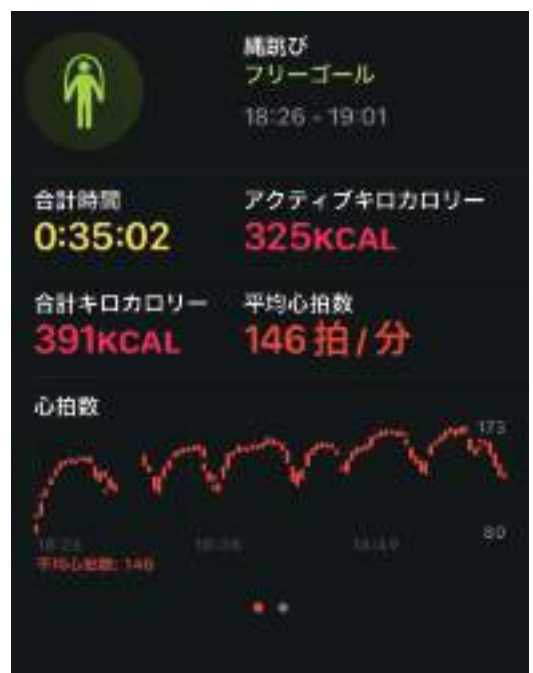 縄跳び
フリーゴール
18:26 - 19:01
合計時間
アクティブキロカロリー
0:35:02
325KCAL
合計キロカロリー
平均心拍数
391KCAL
146 拍 / 分
心拍数
173
80
平均心拍数: 146